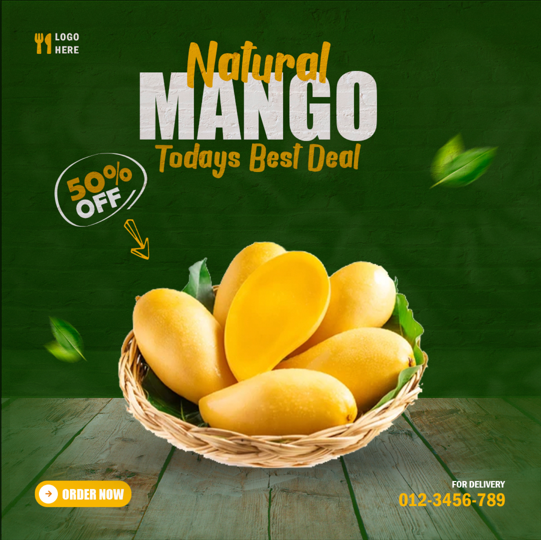 LOGO
HERE
Natural
MANGO
Todays Best Deal
50%
OFF
ORDER NOW
FOR DELIVERY
012-3456-789